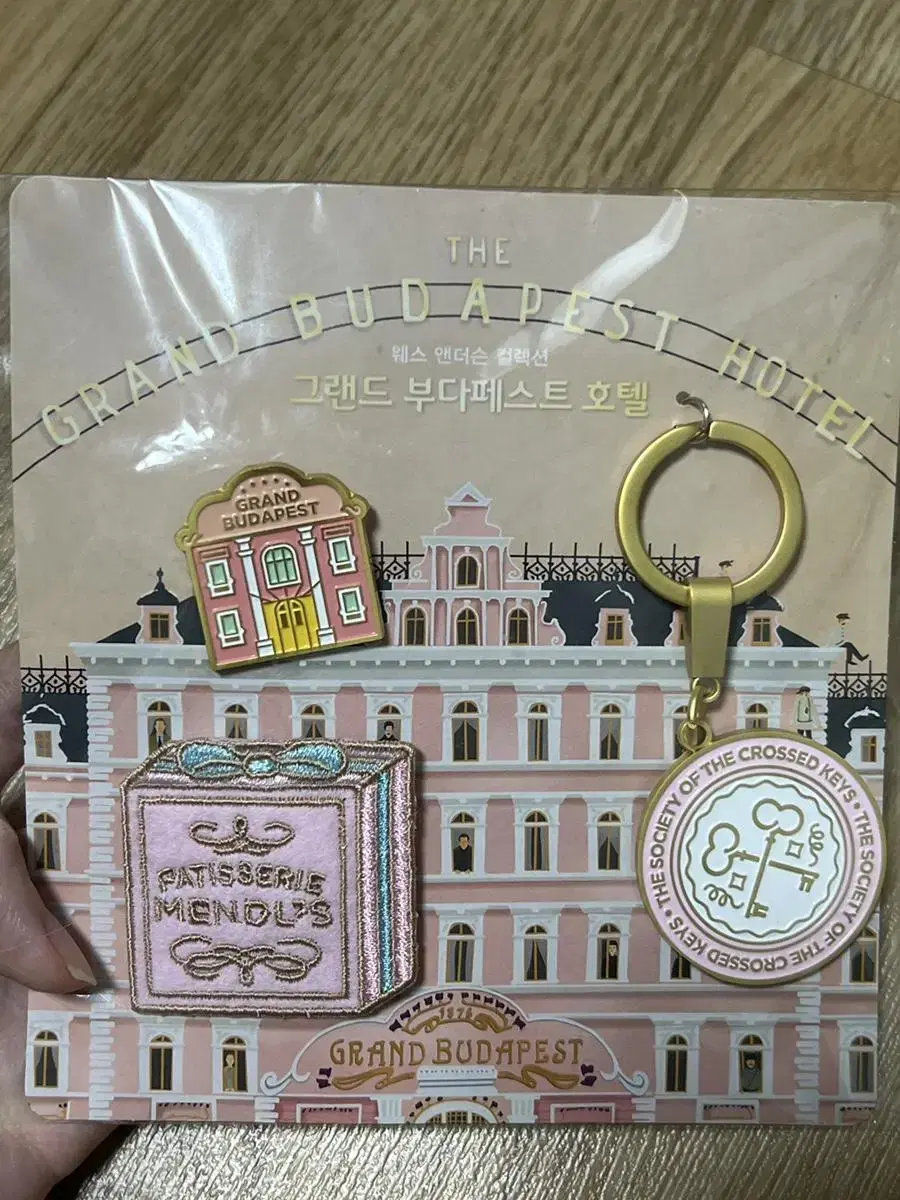 THE
GRAND BUDAPEST HOTEL
웨스 앤더슨 컬렉션
그랜드 부다페스트 호텔
GRAND
BUDAPEST
THE SOCIETY OF THE CROSSED KEYS • THE SOCIETY OF THE CROSSED KEYS •
PATISSERIE
MENDL'S
GRAND BUDAPEST